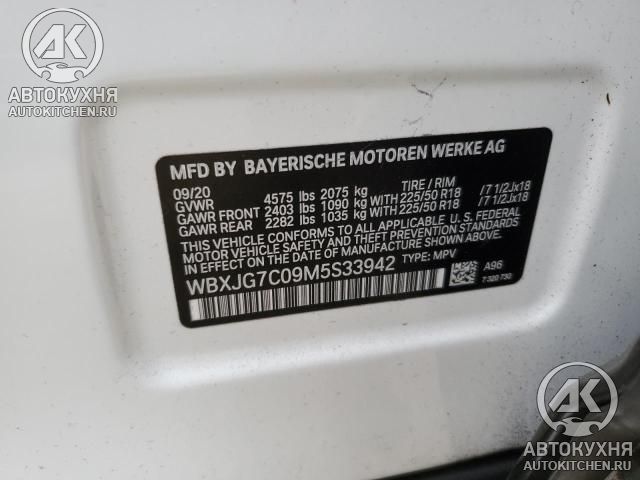 АК
АВТОКУХНЯ
AUTOKITCHEN.RU
MFD BY BAYERISCHE MOTOREN WERKE AG
09/20 TIRE / RIM
GVWR 4575 lbs 2075 kg
GAWR FRONT 2403 lbs 1090 kg WITH 225/50 R18 /7 1/2Jx18
GAWR REAR 2282 lbs 1035 kg WITH 225/50 R18 /7 1/2Jx18
THIS VEHICLE CONFORMS TO ALL APPLICABLE U.S. FEDERAL
MOTOR VEHICLE SAFETY, BUMPER, AND THEFT PREVENTION
STANDARDS IN EFFECT ON THE DATE OF MANUFACTURE SHOWN ABOVE.
WBXJG7C09M5S33942 TYPE: MPV
A96
7 320 730
АК
АВТОКУХНЯ
AUTOKITCHEN.RU